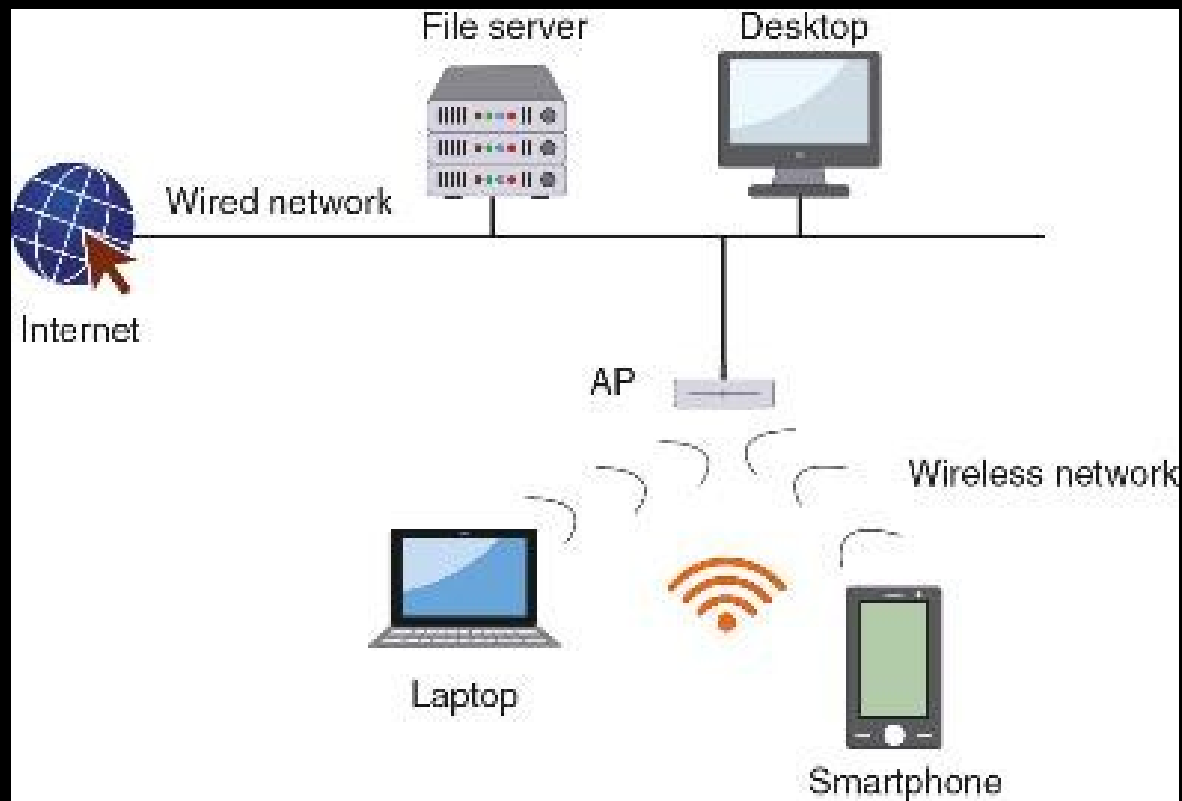 File server
Desktop
Wired network
Internet
AP
Wireless network
Laptop
Smartphone